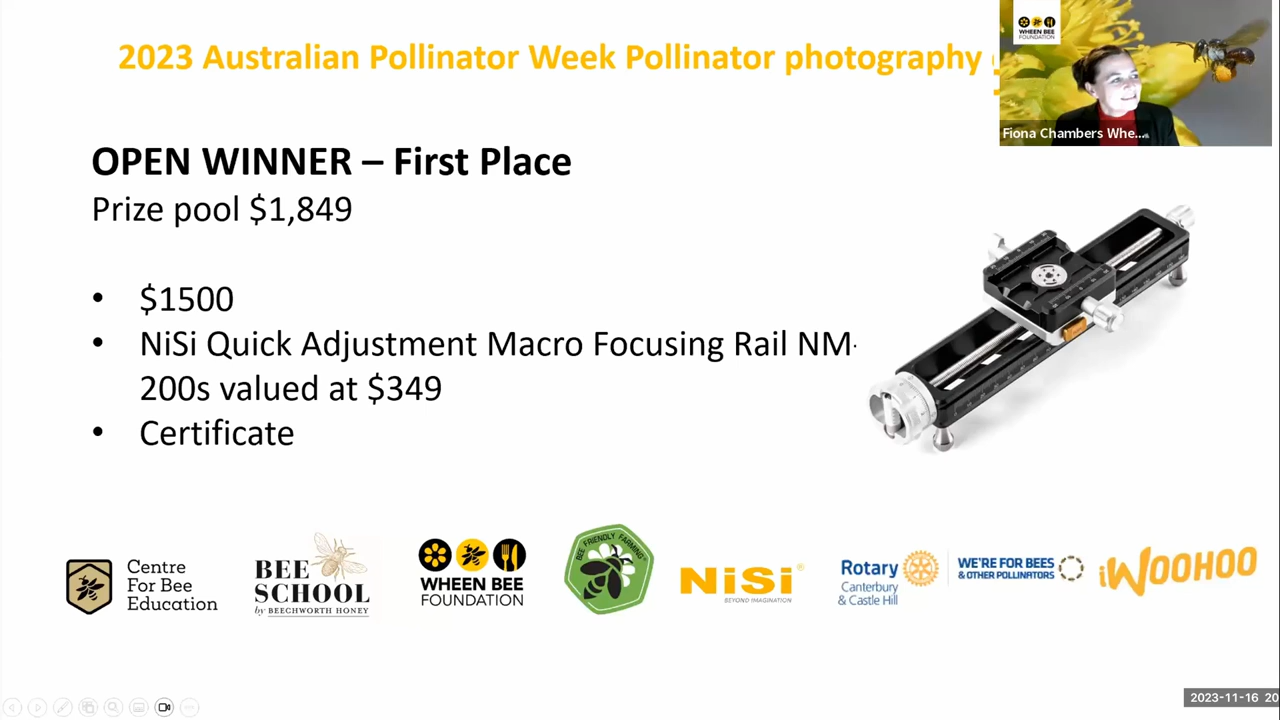 2023 Australian Pollinator Week Pollinator photography
WHEEN BEE
FOUNDATION
Fiona Chambers Whe...
OPEN WINNER – First Place
Prize pool $1,849
• $1500
• NiSi Quick Adjustment Macro Focusing Rail NM-
200s valued at $349
• Certificate
Centre
For Bee
Education
BEE
SCHOOL
by BEECHWORTH HONEY
WHEEN BEE
FOUNDATION
BEE FRIENDLY FARMING
NiSi
BEYOND IMAGINATION
Rotary
Canterbury
& Castle Hill
WE'RE FOR BEES
& OTHER POLLINATORS
iWOOHOO
2023-11-16 20